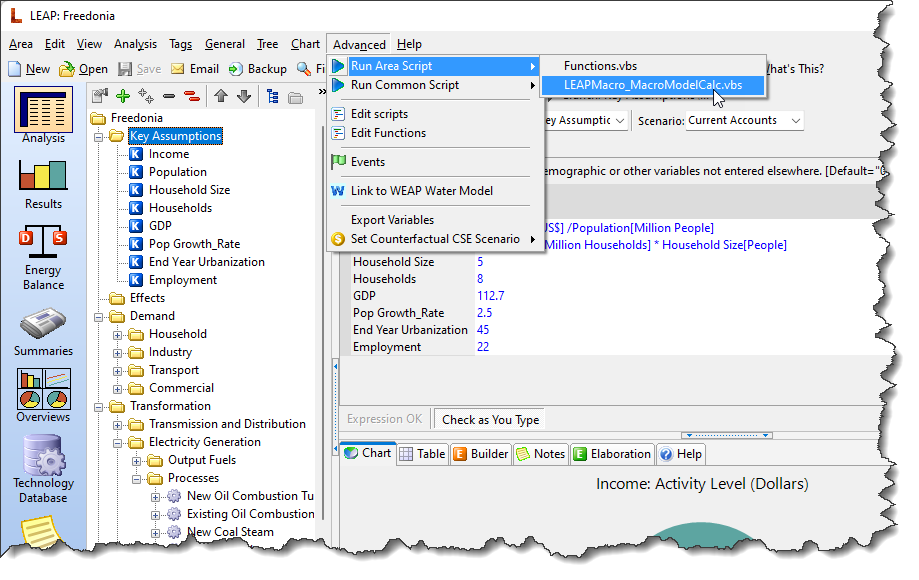 LEAP: Freedonia
Area Edit View Analysis Tags General Tree Chart Advanced Help
New Open Save Email Backup Fi
hat's This?
Run Area Script
Run Common Script
Edit scripts
Edit Functions
Events
Link to WEAP Water Model
Export Variables
Set Counterfactual CSE Scenario
Functions.vbs
LEAPMacro_MacroModelCalc.vbs
ey Assumptic Scenario: Current Accounts
emographic or other variables not entered elsewhere. [Default="0
Analysis
Results
Energy
Balance
Summaries
Overviews
Technology
Database
Freedonia
Key Assumptions
Income
Population
Household Size
Households
GDP
Pop Growth_Rate
End Year Urbanization
Employment
Effects
Demand
Household
Industry
Transport
Commercial
Transformation
Transmission and Distribution
Electricity Generation
Output Fuels
Processes
New Oil Combustion Tu
Existing Oil Combustion
New Coal Steam
US$] /Population[Million People]
Million Households] * Household Size[People]
Household Size 5
Households 8
GDP 112.7
Pop Growth_Rate 2.5
End Year Urbanization 45
Employment 22
Expression OK Check as You Type
Chart Table Builder Notes Elaboration Help
Income: Activity Level (Dollars)